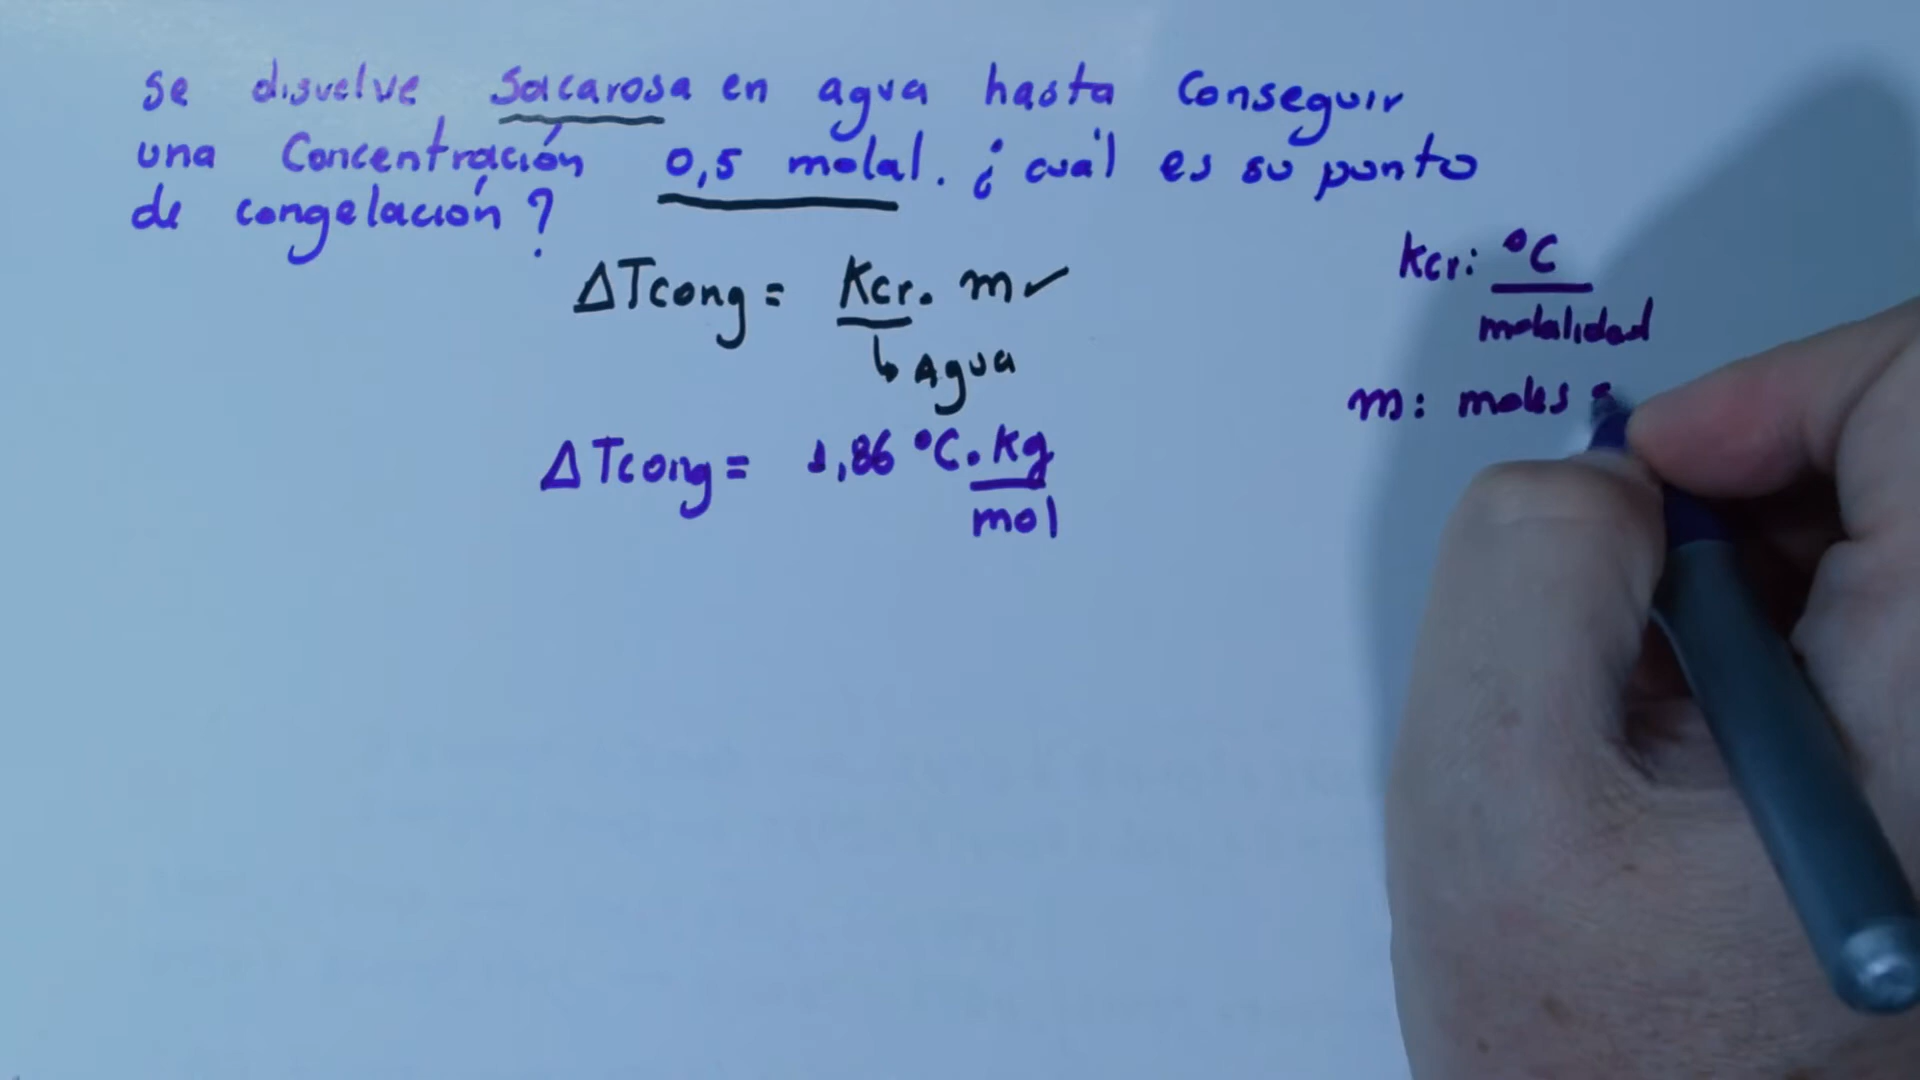 se disuelve Sacarosa en agua hasta conseguir
una Concentración 0,5 molal. ¿cuál es su punto
de congelación?
ΔTcong = Kcr. m✓
↳ Agua
ΔTcong = 1,86 °C. kg
mol
kcr: °C
molalidad
m: moles